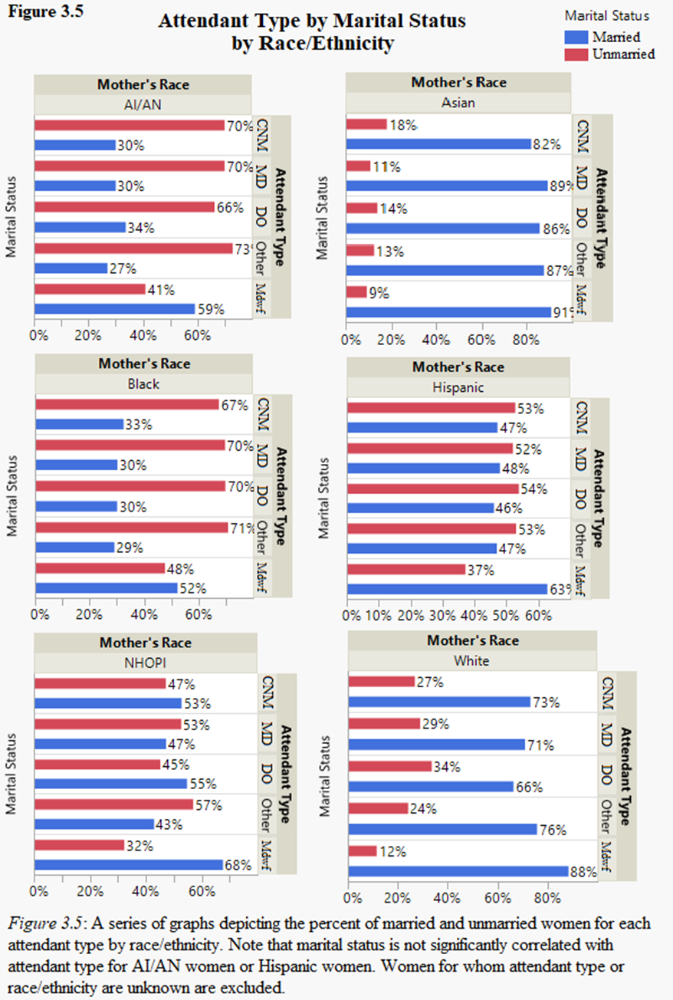 Figure 3.5
Attendant Type by Marital Status
by Race/Ethnicity
Marital Status
Married
Unmarried
Mother's Race
AI/AN
Marital Status
70%
30%
CNM
70%
30%
MD
66%
34%
DO
73%
27%
Other
41%
59%
Mdwf
Attendant Type
0% 20% 40% 60%
Mother's Race
Asian
Marital Status
18%
82%
CNM
11%
89%
MD
14%
86%
DO
13%
87%
Other
9%
91%
Mdwf
Attendant Type
0% 20% 40% 60% 80%
Mother's Race
Black
Marital Status
67%
33%
CNM
70%
30%
MD
70%
30%
DO
71%
29%
Other
48%
52%
Mdwf
Attendant Type
0% 20% 40% 60%
Mother's Race
Hispanic
Marital Status
53%
47%
CNM
52%
48%
MD
54%
46%
DO
53%
47%
Other
37%
63%
Mdwf
Attendant Type
0% 10% 20% 30% 40% 50% 60%
Mother's Race
NHOPI
Marital Status
47%
53%
CNM
53%
47%
MD
45%
55%
DO
57%
43%
Other
32%
68%
Mdwf
Attendant Type
0% 20% 40% 60%
Mother's Race
White
Marital Status
27%
73%
CNM
29%
71%
MD
34%
66%
DO
24%
76%
Other
12%
88%
Mdwf
Attendant Type
0% 20% 40% 60% 80%
Figure 3.5: A series of graphs depicting the percent of married and unmarried women for each
attendant type by race/ethnicity. Note that marital status is not significantly correlated with
attendant type for AI/AN women or Hispanic women. Women for whom attendant type or
race/ethnicity are unknown are excluded.